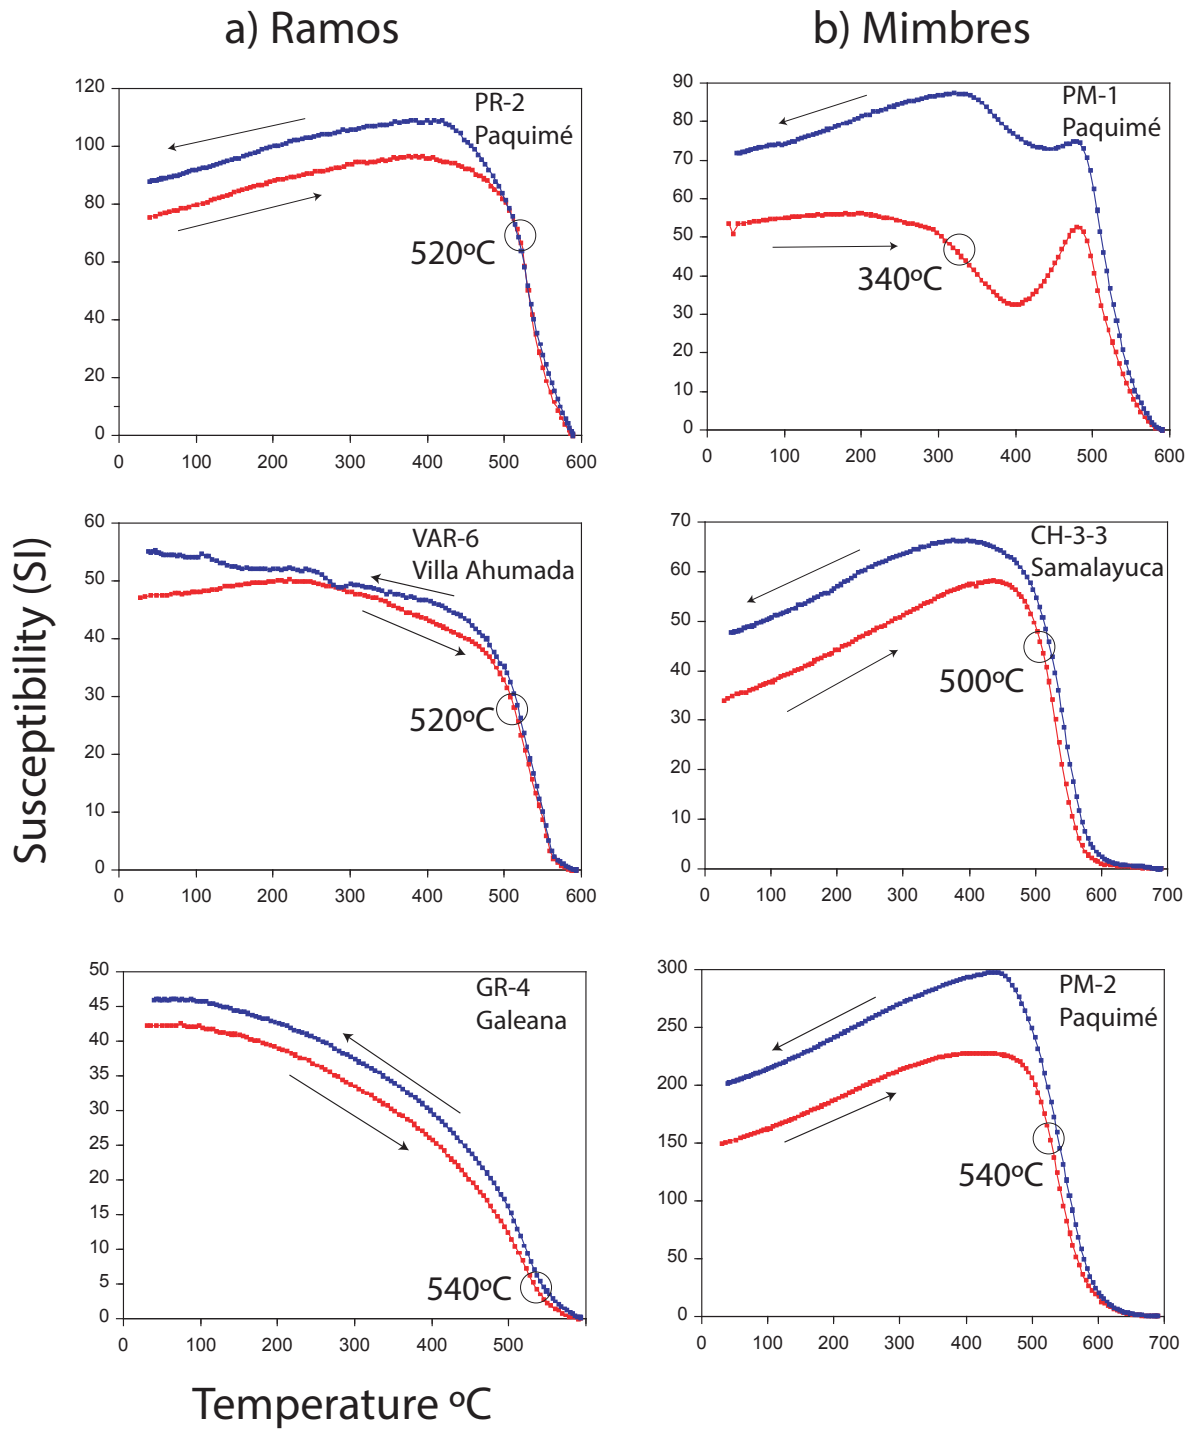 a) Ramos
b) Mimbres
Susceptibility (SI)
PR-2
Paquimé
520ºC
120
100
80
60
40
20
0
0 100 200 300 400 500 600
PM-1
Paquimé
340ºC
90
80
70
60
50
40
30
20
10
0
0 100 200 300 400 500 600
VAR-6
Villa Ahumada
520ºC
60
50
40
30
20
10
0
0 100 200 300 400 500 600
CH-3-3
Samalayuca
500ºC
70
60
50
40
30
20
10
0
0 100 200 300 400 500 600 700
GR-4
Galeana
540ºC
50
45
40
35
30
25
20
15
10
5
0
0 100 200 300 400 500
PM-2
Paquimé
540ºC
300
250
200
150
100
50
0
0 100 200 300 400 500 600 700
Temperature ºC